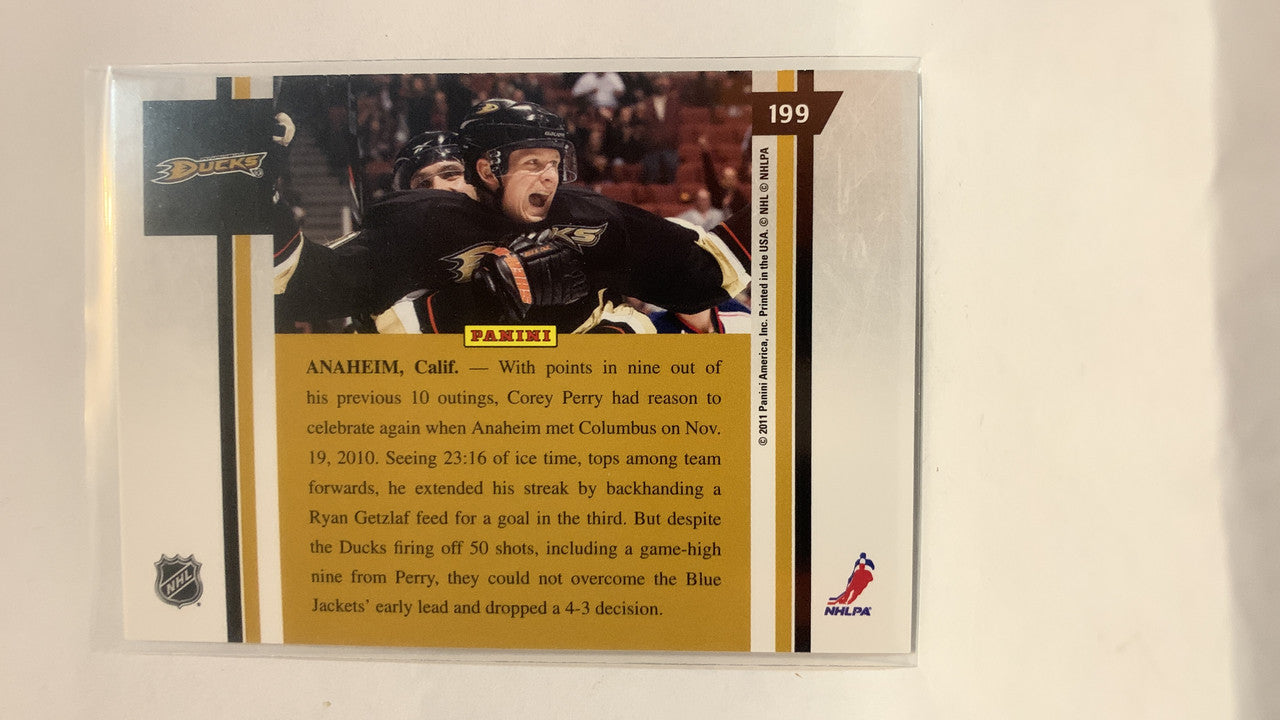 DUCKS
199
KS
PANINI
ANAHEIM, Calif. — With points in nine out of
his previous 10 outings, Corey Perry had reason to
celebrate again when Anaheim met Columbus on Nov.
19, 2010. Seeing 23:16 of ice time, tops among team
forwards, he extended his streak by backhanding a
Ryan Getzlaf feed for a goal in the third. But despite
the Ducks firing off 50 shots, including a game-high
nine from Perry, they could not overcome the Blue
Jackets’ early lead and dropped a 4-3 decision.
© 2011 Panini America, Inc. Printed in the USA. © NHL © NHLPA
NHL
NHLPA